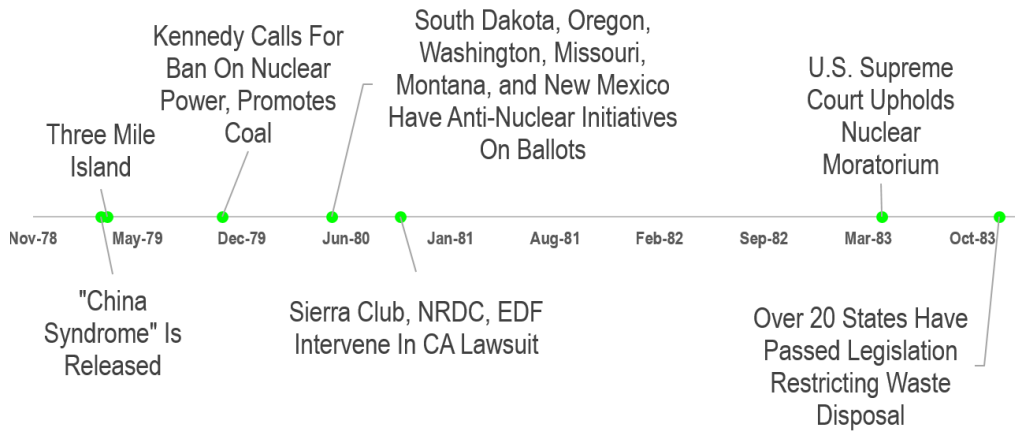 Kennedy Calls For
Ban On Nuclear
Power, Promotes
Coal
South Dakota, Oregon,
Washington, Missouri,
Montana, and New Mexico
Have Anti-Nuclear Initiatives
On Ballots
U.S. Supreme
Court Upholds
Nuclear
Moratorium
Three Mile
Island
Nov-78 May-79 Dec-79 Jun-80 Jan-81 Aug-81 Feb-82 Sep-82 Mar-83 Oct-83
"China
Syndrome" Is
Released
Sierra Club, NRDC, EDF
Intervene In CA Lawsuit
Over 20 States Have
Passed Legislation
Restricting Waste
Disposal